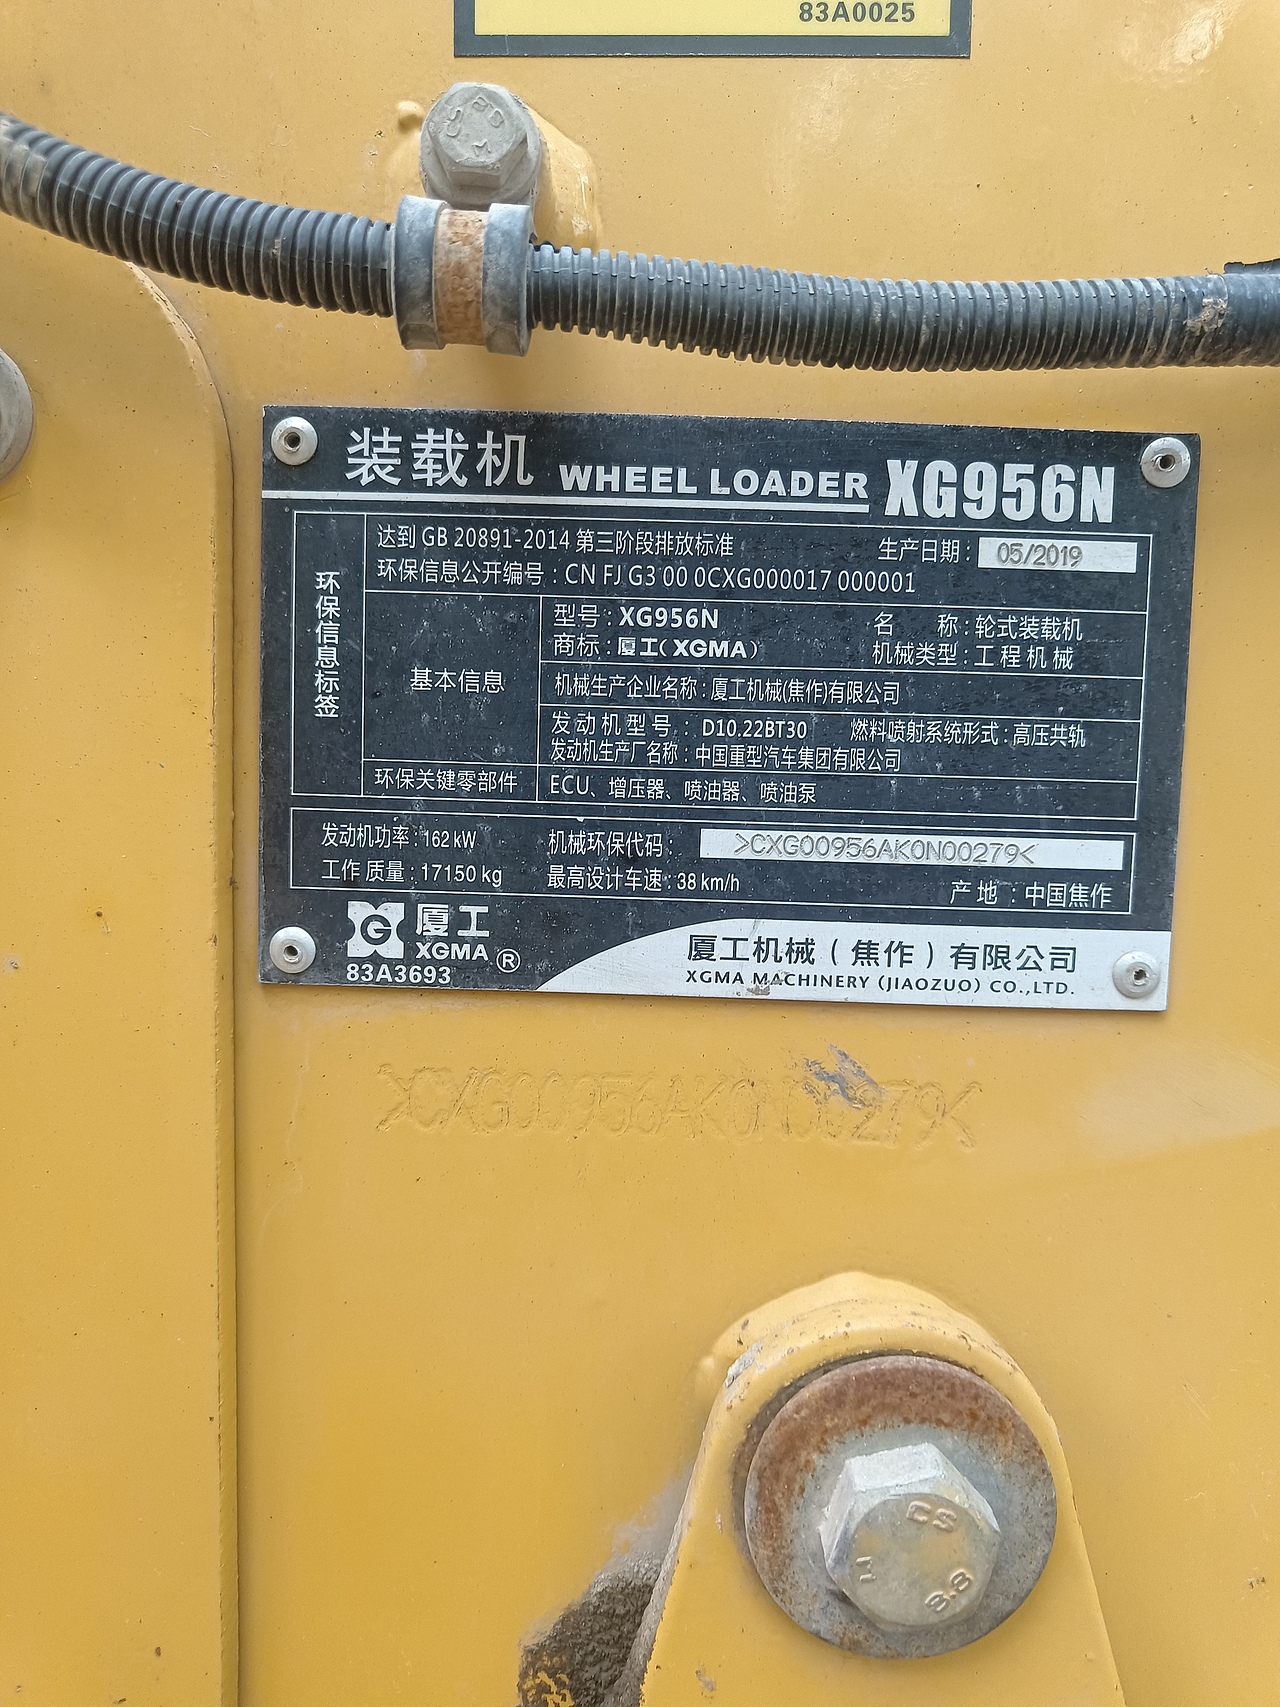 83A0025
装载机 WHEEL LOADER XG956N
环保信息标签
达到 GB 20891-2014 第三阶段排放标准 生产日期：05/2019
环保信息公开编号：CN FJ G3 00 0CXG000017 000001
基本信息
型号：XG956N 名 称：轮式装载机
商标：厦工(XGMA) 机械类型：工程机械
机械生产企业名称：厦工机械(焦作)有限公司
发动机型号：D10.22BT30 燃料喷射系统形式：高压共轨
发动机生产厂名称：中国重型汽车集团有限公司
环保关键零部件 ECU、增压器、喷油器、喷油泵
发动机功率：162 kW 机械环保代码：>CXG00956AK0N00279<
工作质量：17150 kg 最高设计车速：38 km/h 产地：中国焦作
G 厦工
XGMA ®
83A3693
厦工机械（焦作）有限公司
XGMA MACHINERY (JIAOZUO) CO.,LTD.
>CXG00956AK0N00279<
CS
8.8